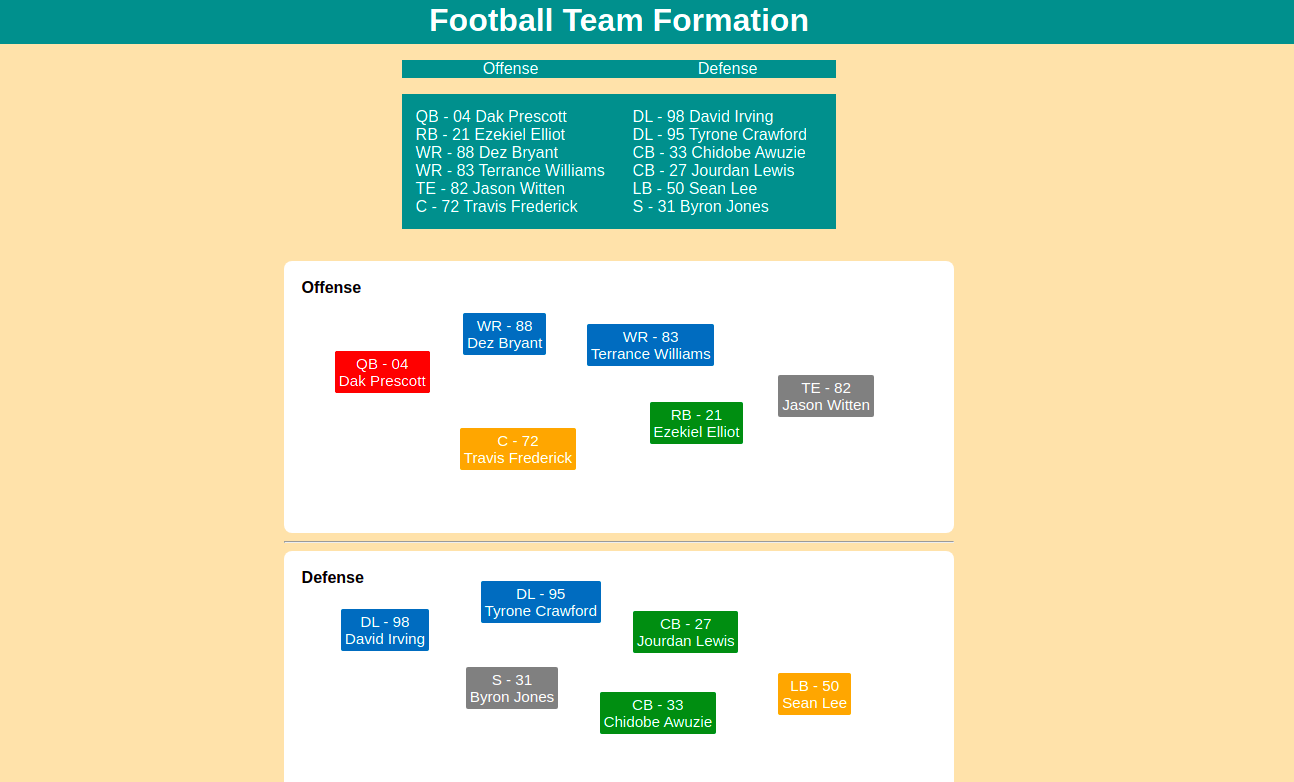 Football Team Formation
Offense
Defense
QB - 04 Dak Prescott
RB - 21 Ezekiel Elliot
WR - 88 Dez Bryant
WR - 83 Terrance Williams
TE - 82 Jason Witten
C - 72 Travis Frederick
DL - 98 David Irving
DL - 95 Tyrone Crawford
CB - 33 Chidobe Awuzie
CB - 27 Jourdan Lewis
LB - 50 Sean Lee
S - 31 Byron Jones
Offense
WR - 88
Dez Bryant
WR - 83
Terrance Williams
QB - 04
Dak Prescott
TE - 82
Jason Witten
RB - 21
Ezekiel Elliot
C - 72
Travis Frederick
Defense
DL - 95
Tyrone Crawford
DL - 98
David Irving
CB - 27
Jourdan Lewis
S - 31
Byron Jones
LB - 50
Sean Lee
CB - 33
Chidobe Awuzie